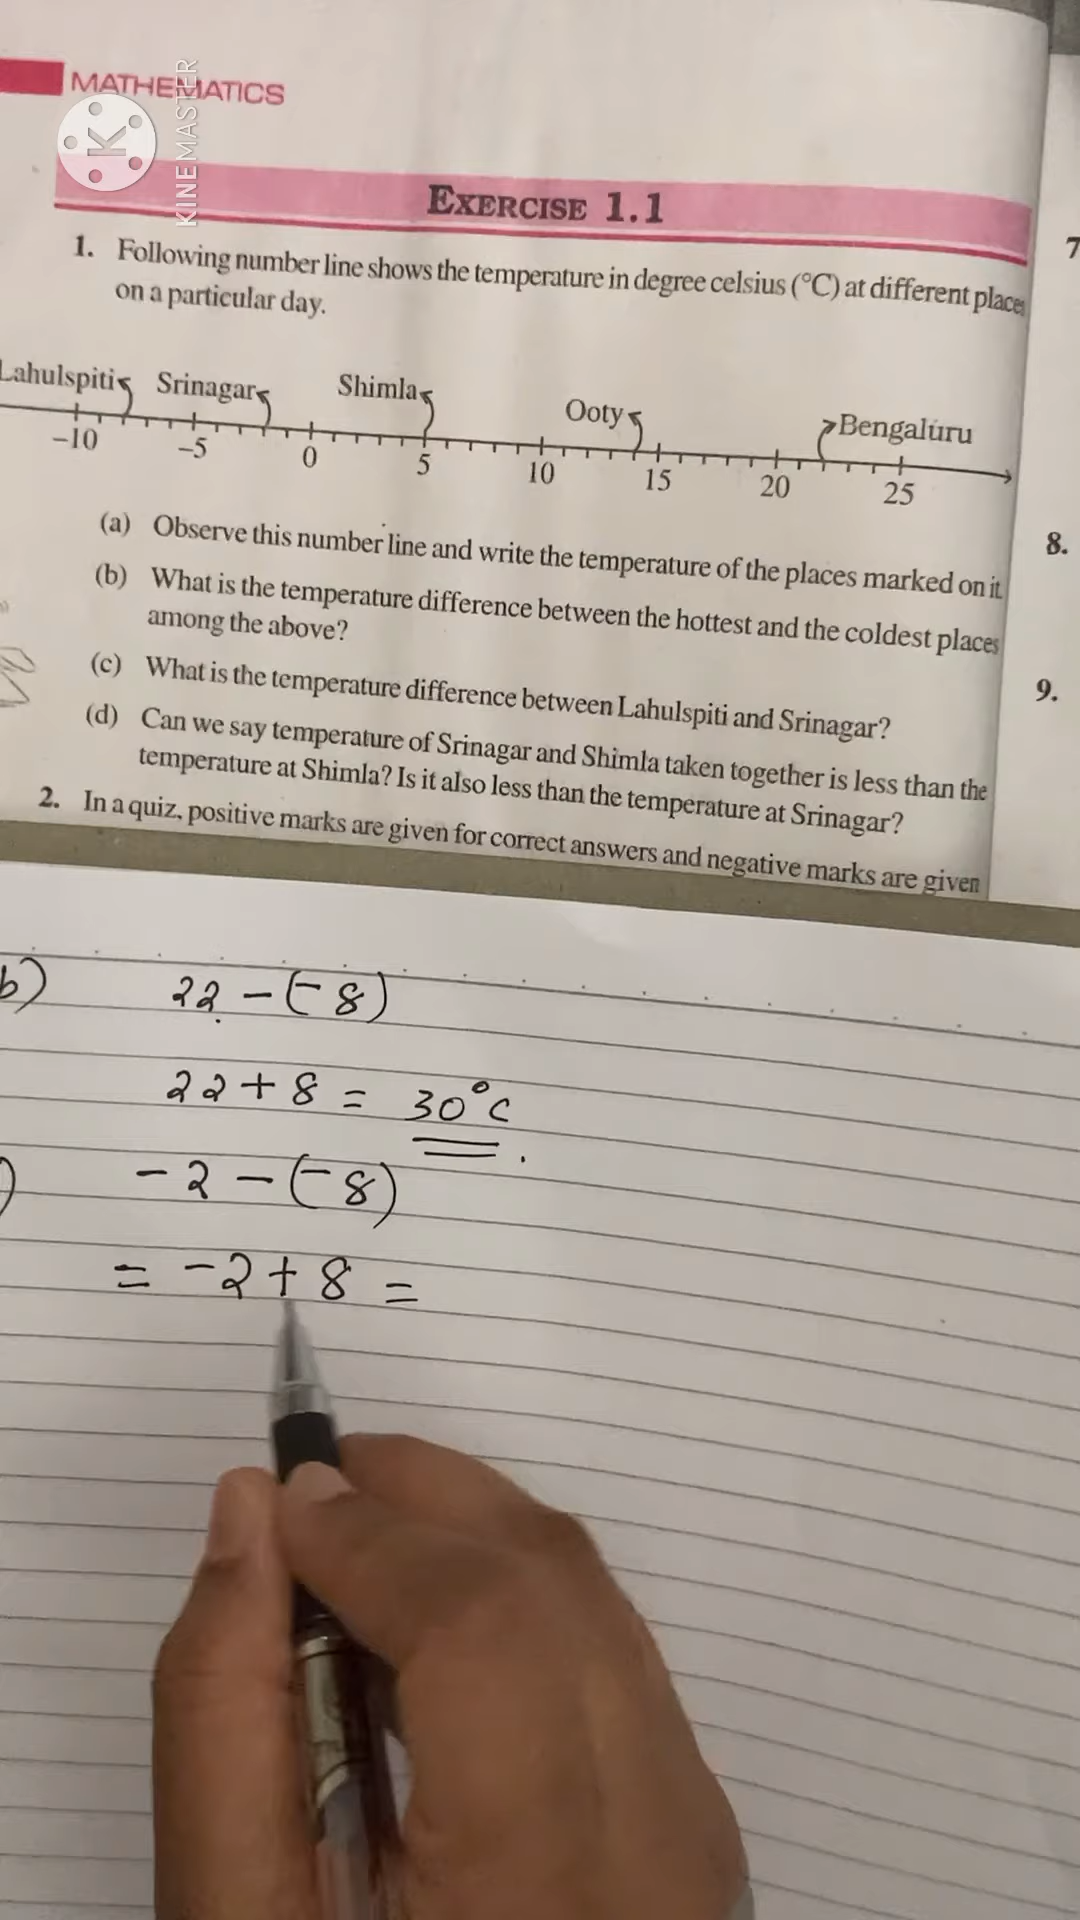 MATHEMATICS
KINEMASTER
EXERCISE 1.1
7
1. Following number line shows the temperature in degree celsius (°C) at different places
on a particular day.
Lahulspiti Srinagar Shimla Ooty Bengaluru
–10 –5 0 5 10 15 20 25
(a) Observe this number line and write the temperature of the places marked on it.
8.
(b) What is the temperature difference between the hottest and the coldest places
among the above?
(c) What is the temperature difference between Lahulspiti and Srinagar?
9.
(d) Can we say temperature of Srinagar and Shimla taken together is less than the
temperature at Shimla? Is it also less than the temperature at Srinagar?
2. In a quiz, positive marks are given for correct answers and negative marks are given
b) 22 – (–8)
22 + 8 = 30°C
) –2 – (–8)
= –2 + 8 =